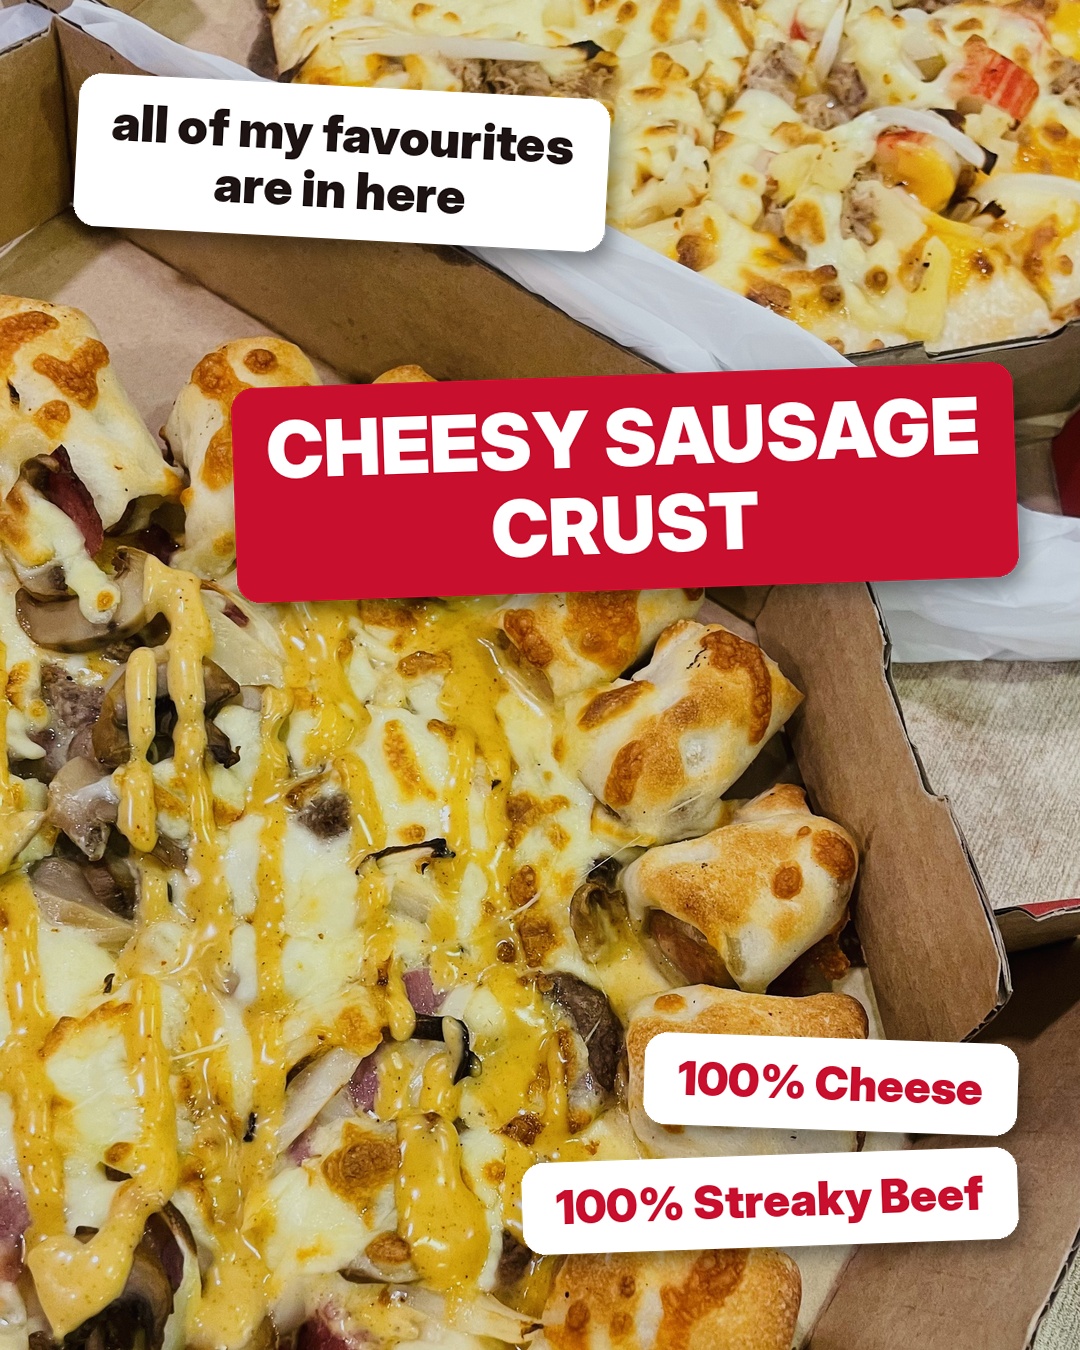 all of my favourites
are in here
CHEESY SAUSAGE
CRUST
100% Cheese
100% Streaky Beef